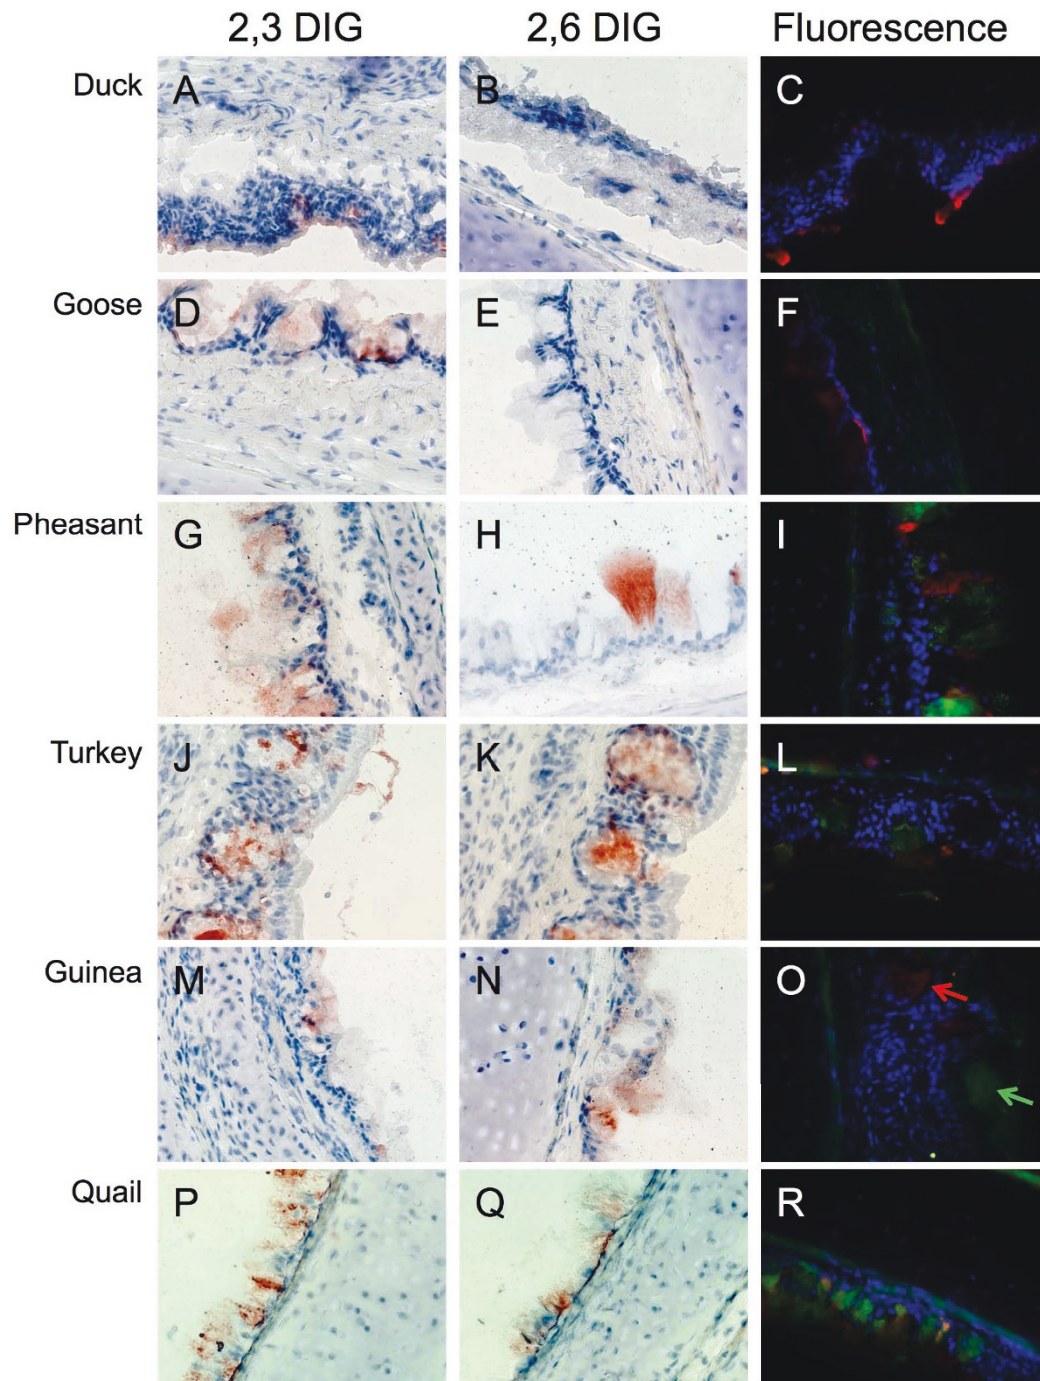 2,3 DIG 2,6 DIG Fluorescence
Duck A B C
Goose D E F
Pheasant G H I
Turkey J K L
Guinea M N O
Quail P Q R